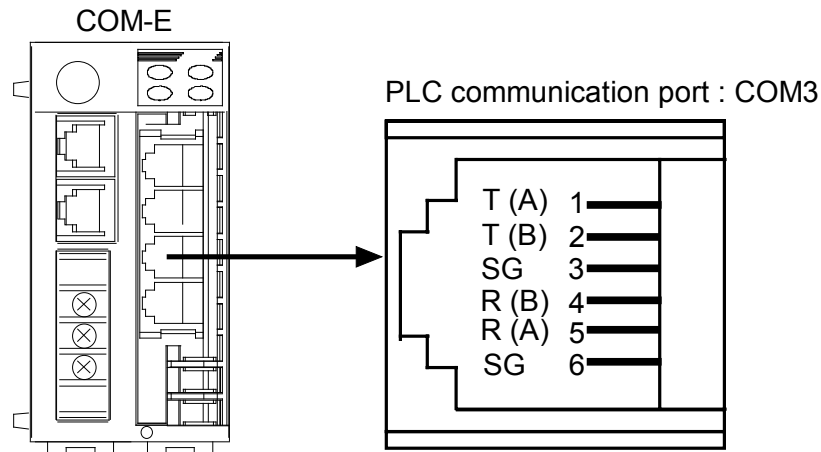 COM-E
PLC communication port : COM3
T (A) 1
T (B) 2
SG 3
R (B) 4
R (A) 5
SG 6